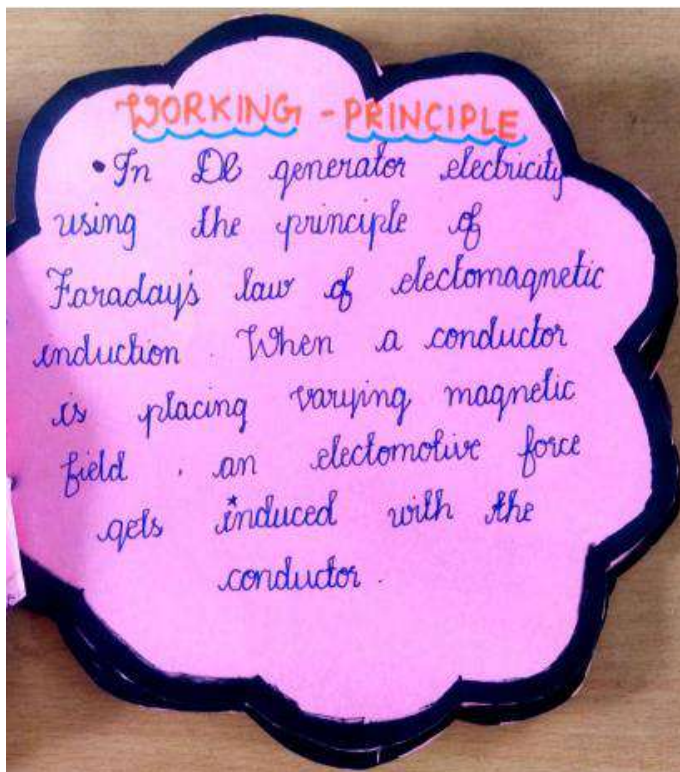 WORKING - PRINCIPLE
• In DC generator electricity
using the principle of
Faraday's law of electomagnetic
induction. When a conductor
is placing varying magnetic
field, an electomotive force
gets induced with the
conductor.